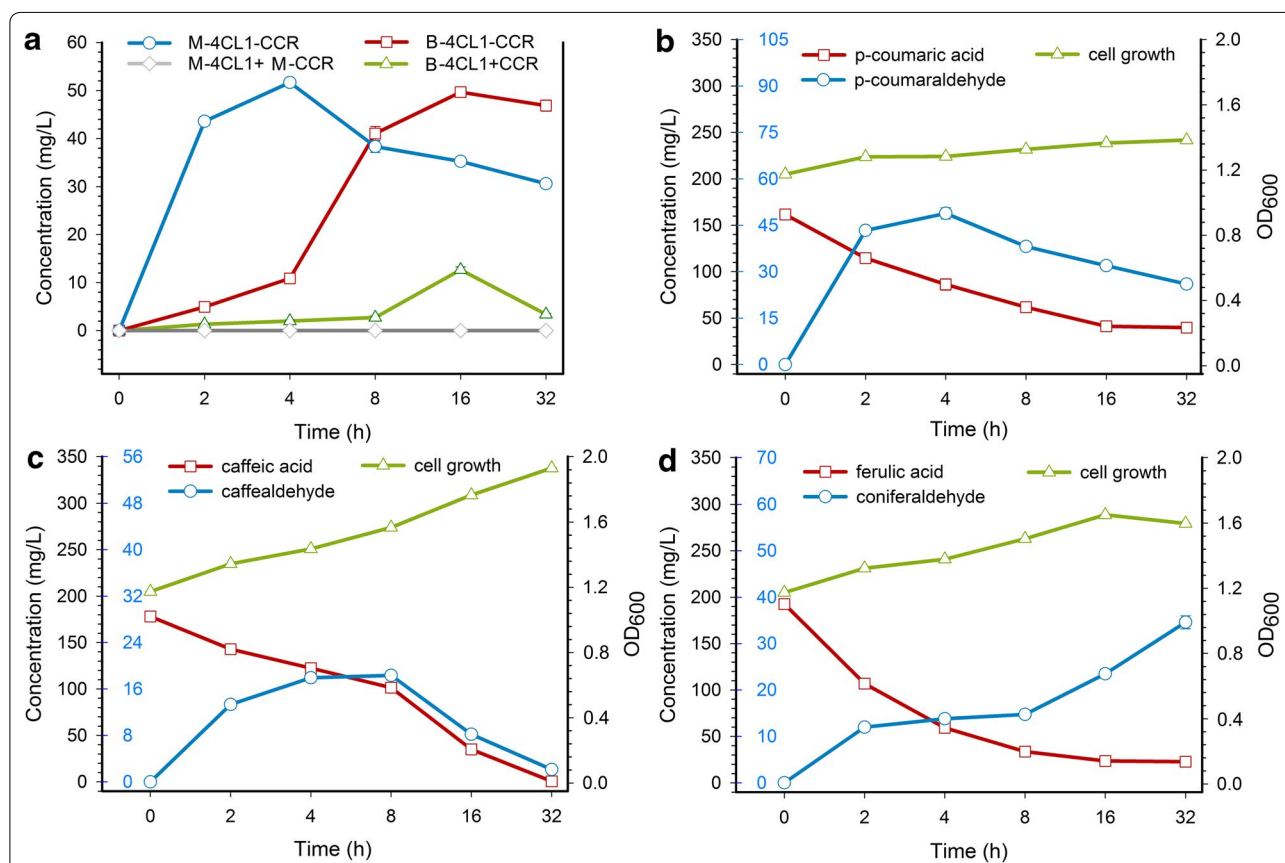 a
M-4CL1-CCR
B-4CL1-CCR
M-4CL1+ M-CCR
B-4CL1+CCR
60
50
40
30
20
10
0
Concentration (mg/L)
0 2 4 8 16 32
Time (h)
b
p-coumaric acid
cell growth
p-coumaraldehyde
350 105 2.0
300 90
250 75 1.6
200 60 1.2
150 45 0.8
100 30
50 15 0.4
0 0 0.0
Concentration (mg/L)
OD600
0 2 4 8 16 32
Time (h)
c
caffeic acid
cell growth
caffealdehyde
350 56 2.0
300 48
250 40 1.6
200 32 1.2
150 24 0.8
100 16
50 8 0.4
0 0 0.0
Concentration (mg/L)
OD600
0 2 4 8 16 32
Time (h)
d
ferulic acid
cell growth
coniferaldehyde
350 70 2.0
300 60
250 50 1.6
200 40 1.2
150 30 0.8
100 20
50 10 0.4
0 0 0.0
Concentration (mg/L)
OD600
0 2 4 8 16 32
Time (h)